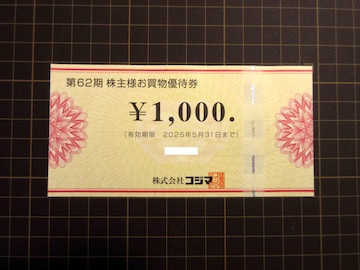 第62期 株主様お買物優待券
¥1,000.
(有効期限 2025年5月31日まで)
株式会社コジマ